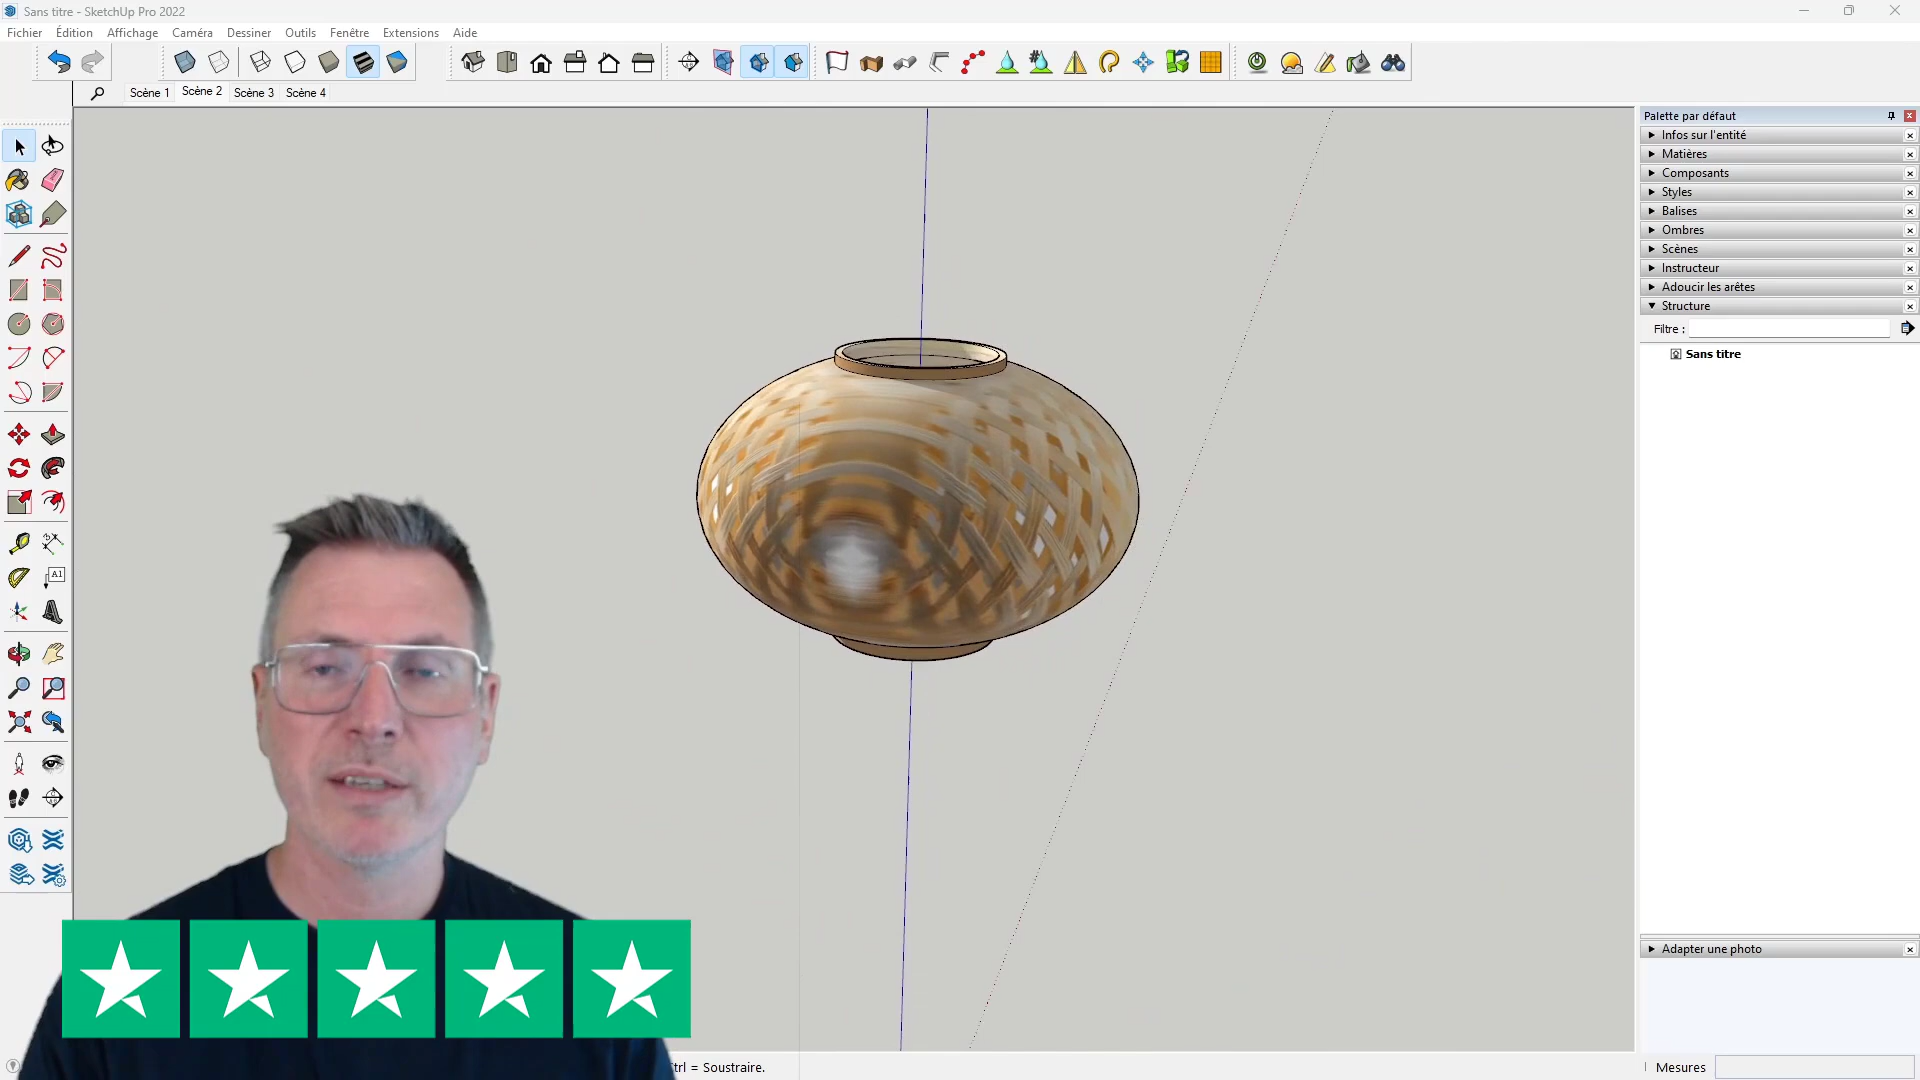 Sans titre - SketchUp Pro 2022
Fichier Édition Affichage Caméra Dessiner Outils Fenêtre Extensions Aide
Scène 1 Scène 2 Scène 3 Scène 4
Palette par défaut
Infos sur l'entité
Matières
Composants
Styles
Balises
Ombres
Scènes
Instructeur
Adoucir les arêtes
Structure
Filtre :
Sans titre
A1
Adapter une photo
trl = Soustraire.
Mesures